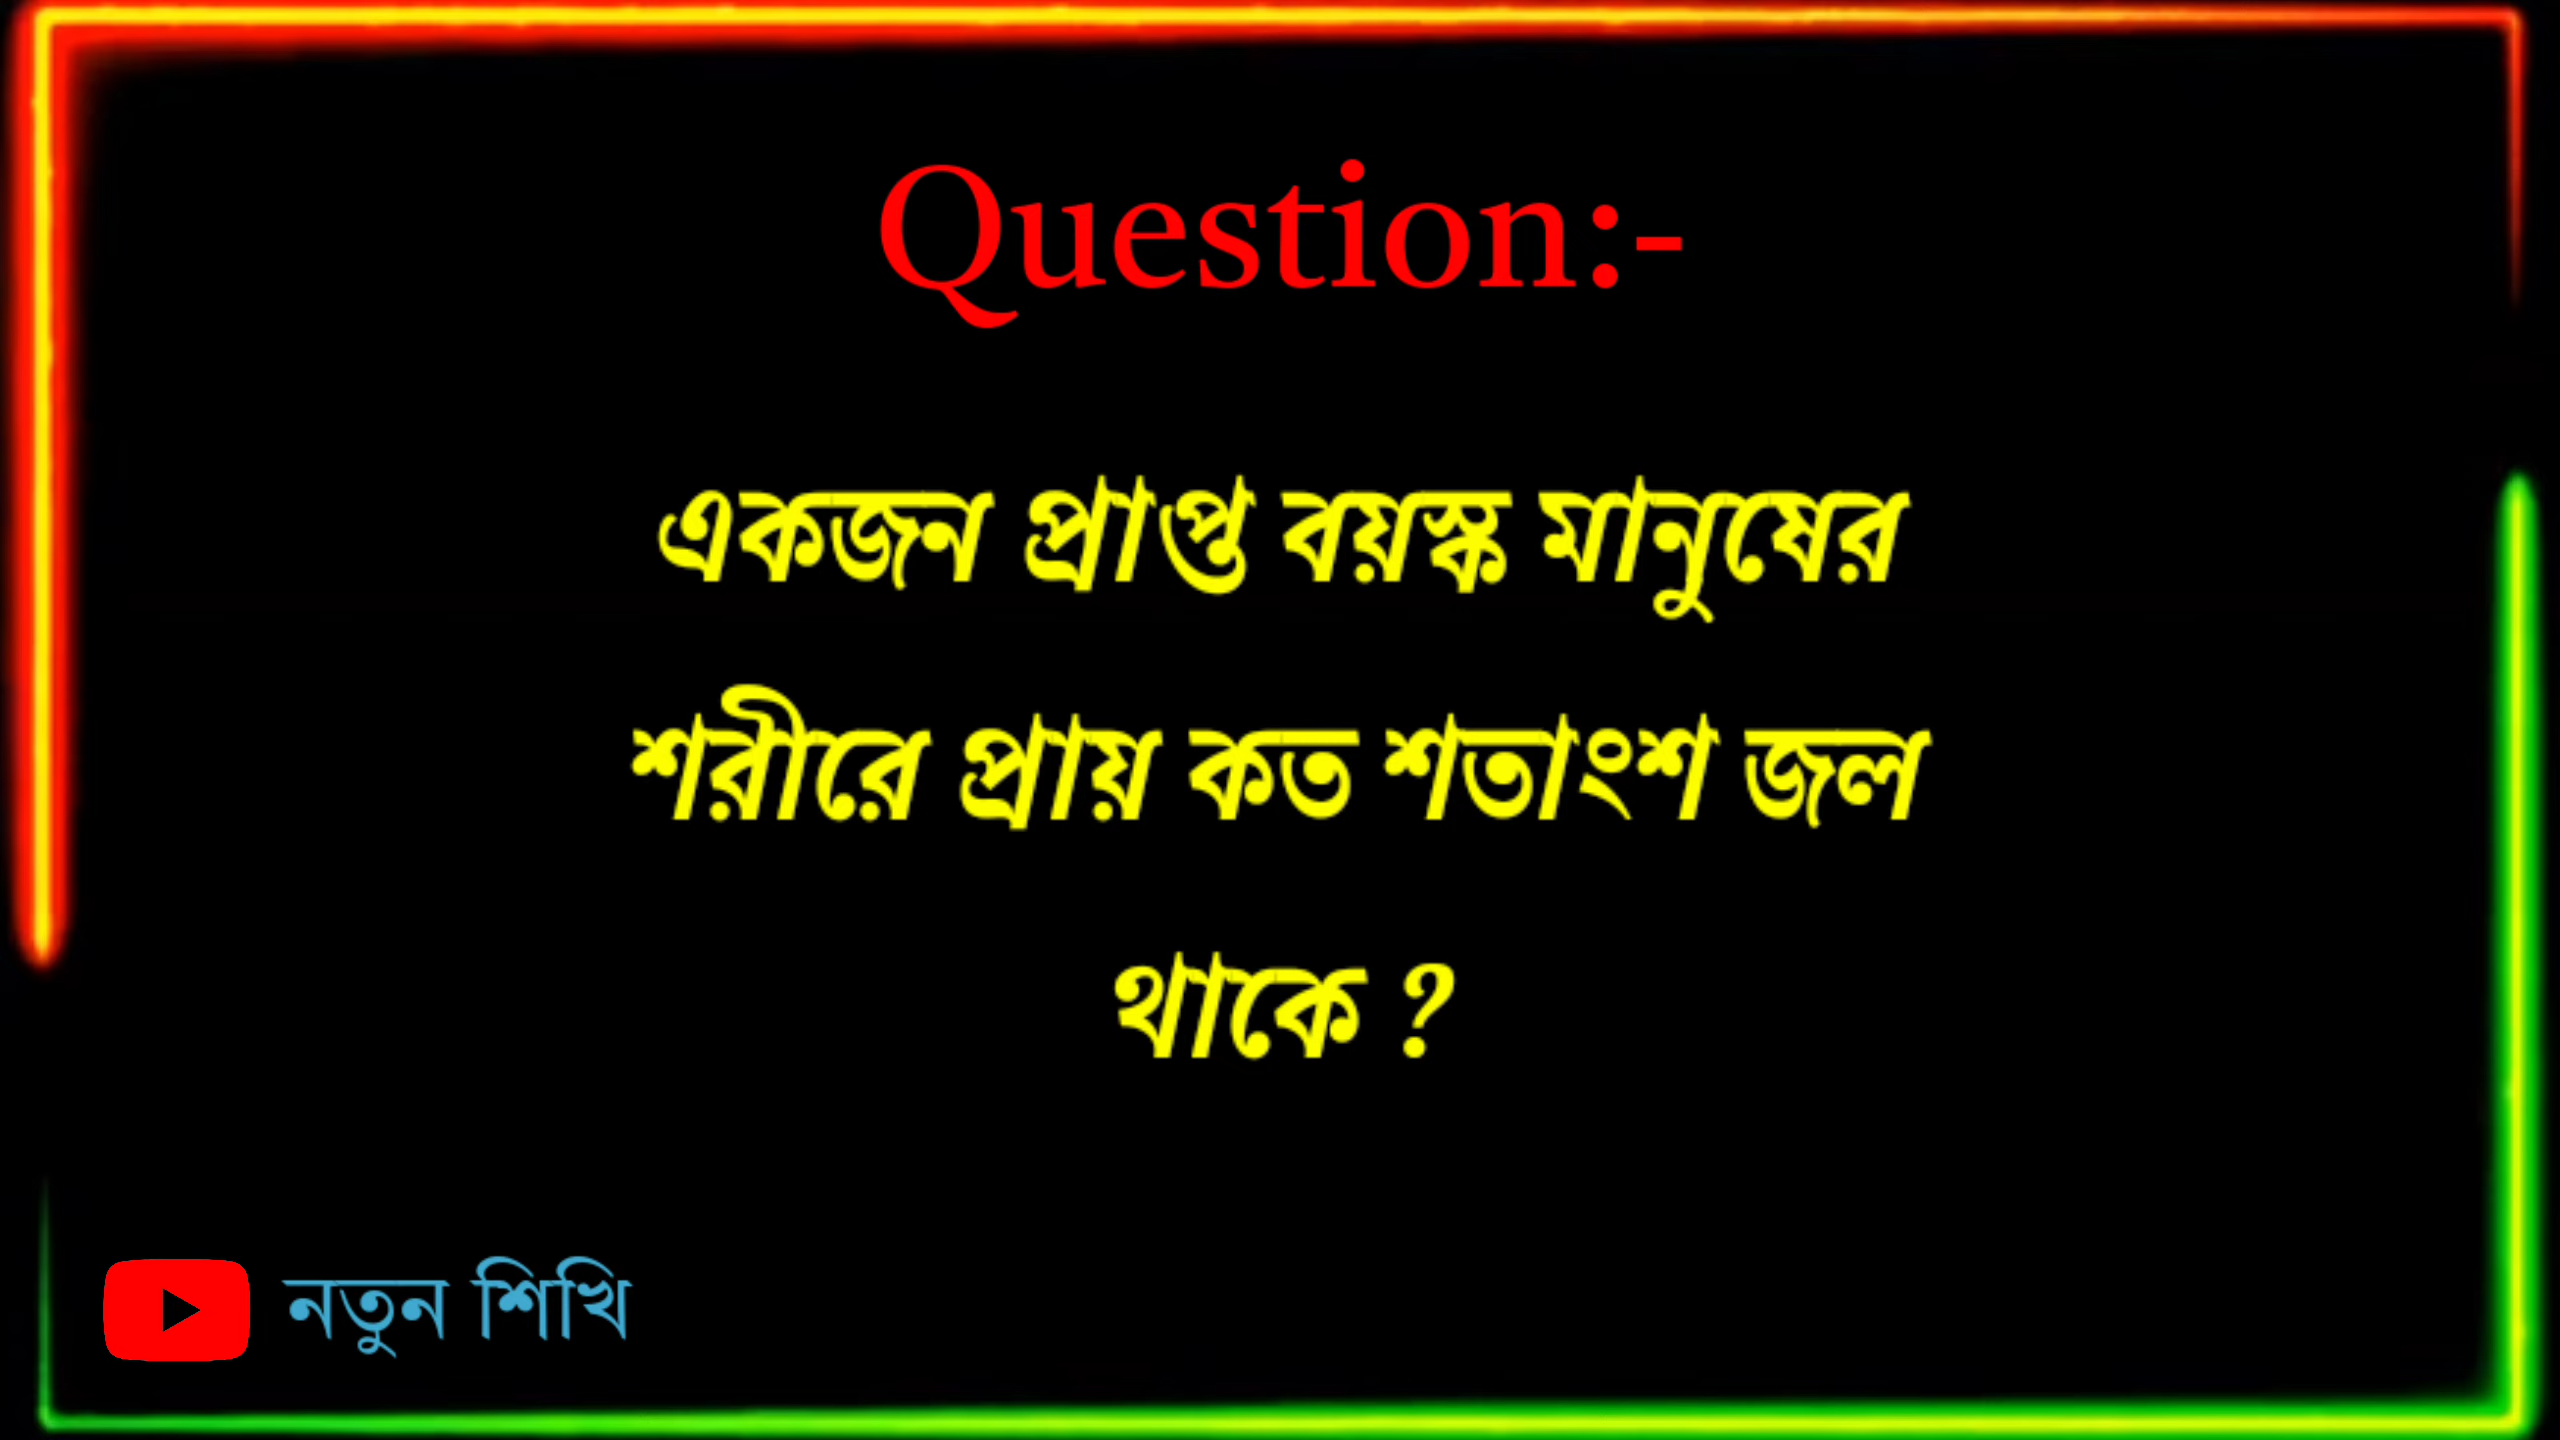 Question:-
একজন প্রাপ্ত বয়স্ক মানুষের
শরীরে প্রায় কত শতাংশ জল
থাকে ?
নতুন শিখি